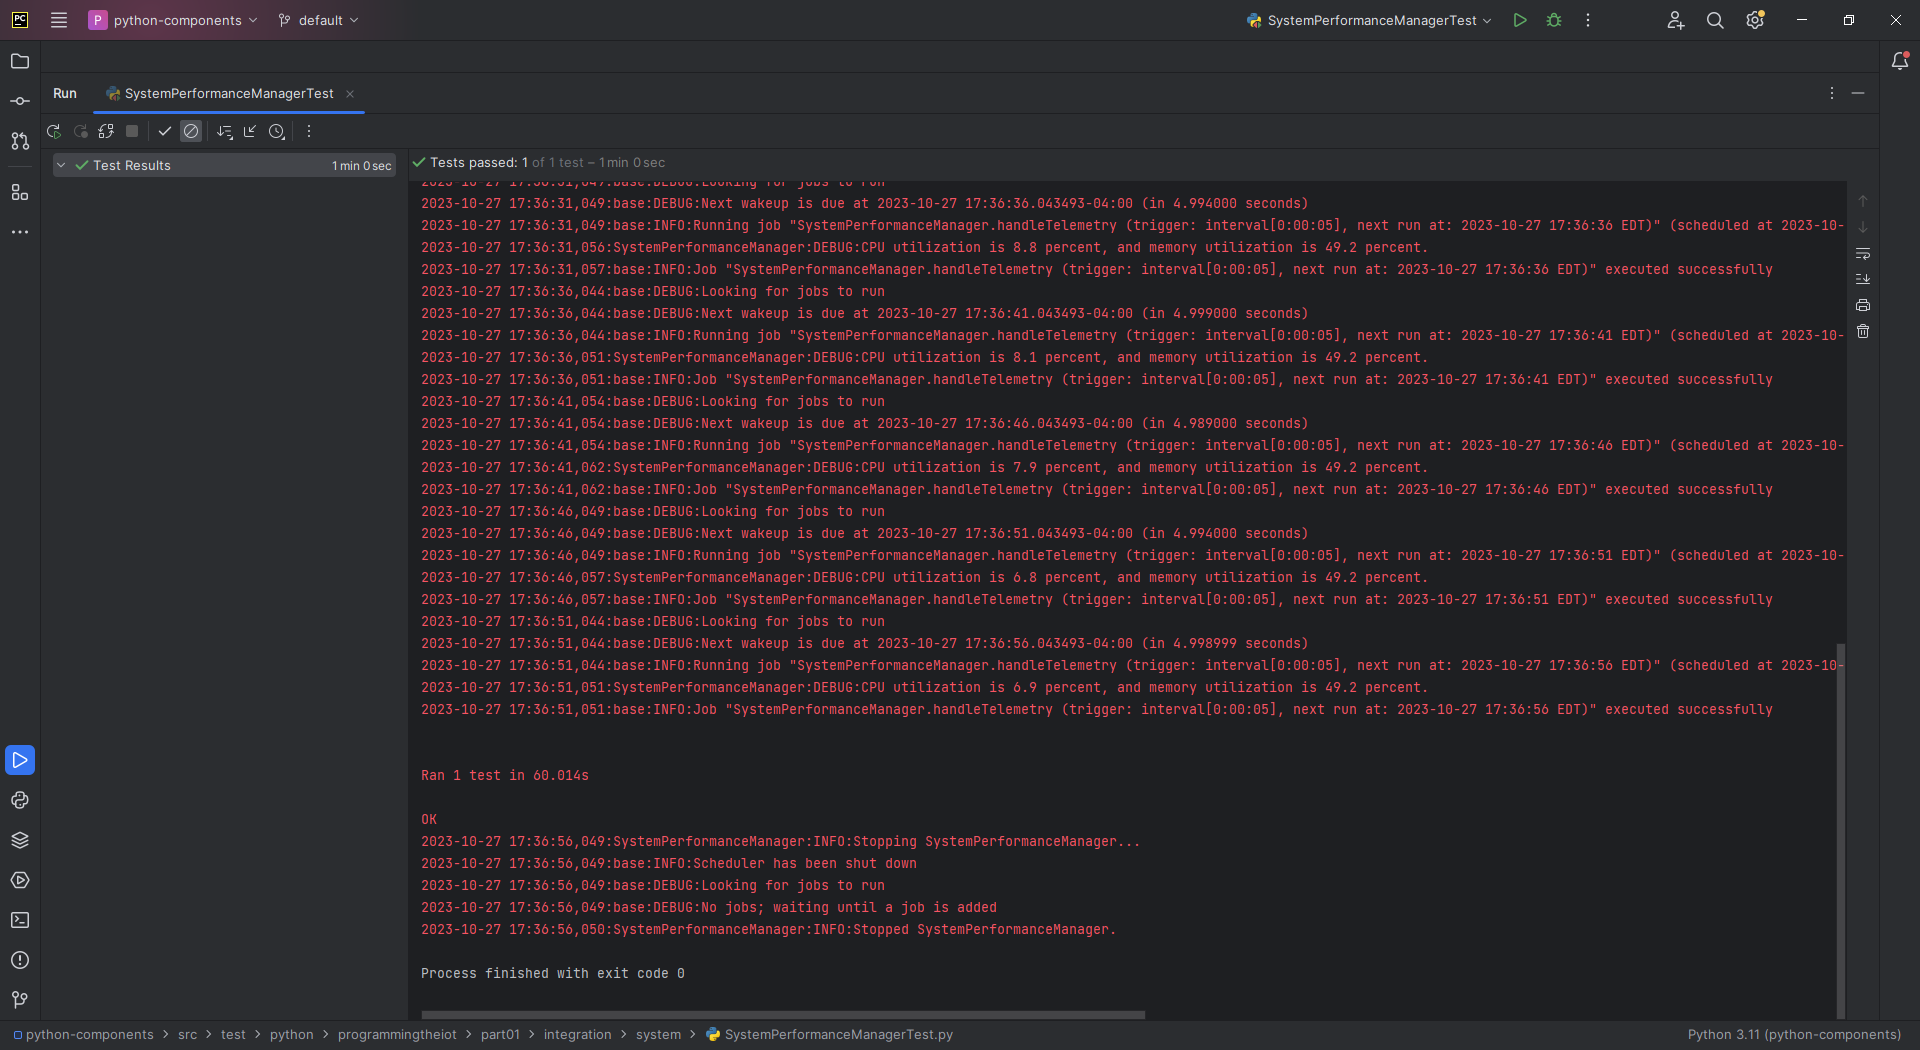 PC
P python-components
default
SystemPerformanceManagerTest
Run
SystemPerformanceManagerTest
Test Results 1 min 0 sec
Tests passed: 1 of 1 test – 1 min 0 sec
2023-10-27 17:36:31,049:base:DEBUG:Looking for jobs to run
2023-10-27 17:36:31,049:base:DEBUG:Next wakeup is due at 2023-10-27 17:36:36.043493-04:00 (in 4.994000 seconds)
2023-10-27 17:36:31,049:base:INFO:Running job "SystemPerformanceManager.handleTelemetry (trigger: interval[0:00:05], next run at: 2023-10-27 17:36:36 EDT)" (scheduled at 2023-10-
2023-10-27 17:36:31,056:SystemPerformanceManager:DEBUG:CPU utilization is 8.8 percent, and memory utilization is 49.2 percent.
2023-10-27 17:36:31,057:base:INFO:Job "SystemPerformanceManager.handleTelemetry (trigger: interval[0:00:05], next run at: 2023-10-27 17:36:36 EDT)" executed successfully
2023-10-27 17:36:36,044:base:DEBUG:Looking for jobs to run
2023-10-27 17:36:36,044:base:DEBUG:Next wakeup is due at 2023-10-27 17:36:41.043493-04:00 (in 4.999000 seconds)
2023-10-27 17:36:36,044:base:INFO:Running job "SystemPerformanceManager.handleTelemetry (trigger: interval[0:00:05], next run at: 2023-10-27 17:36:41 EDT)" (scheduled at 2023-10-
2023-10-27 17:36:36,051:SystemPerformanceManager:DEBUG:CPU utilization is 8.1 percent, and memory utilization is 49.2 percent.
2023-10-27 17:36:36,051:base:INFO:Job "SystemPerformanceManager.handleTelemetry (trigger: interval[0:00:05], next run at: 2023-10-27 17:36:41 EDT)" executed successfully
2023-10-27 17:36:41,054:base:DEBUG:Looking for jobs to run
2023-10-27 17:36:41,054:base:DEBUG:Next wakeup is due at 2023-10-27 17:36:46.043493-04:00 (in 4.989000 seconds)
2023-10-27 17:36:41,054:base:INFO:Running job "SystemPerformanceManager.handleTelemetry (trigger: interval[0:00:05], next run at: 2023-10-27 17:36:46 EDT)" (scheduled at 2023-10-
2023-10-27 17:36:41,062:SystemPerformanceManager:DEBUG:CPU utilization is 7.9 percent, and memory utilization is 49.2 percent.
2023-10-27 17:36:41,062:base:INFO:Job "SystemPerformanceManager.handleTelemetry (trigger: interval[0:00:05], next run at: 2023-10-27 17:36:46 EDT)" executed successfully
2023-10-27 17:36:46,049:base:DEBUG:Looking for jobs to run
2023-10-27 17:36:46,049:base:DEBUG:Next wakeup is due at 2023-10-27 17:36:51.043493-04:00 (in 4.994000 seconds)
2023-10-27 17:36:46,049:base:INFO:Running job "SystemPerformanceManager.handleTelemetry (trigger: interval[0:00:05], next run at: 2023-10-27 17:36:51 EDT)" (scheduled at 2023-10-
2023-10-27 17:36:46,057:SystemPerformanceManager:DEBUG:CPU utilization is 6.8 percent, and memory utilization is 49.2 percent.
2023-10-27 17:36:46,057:base:INFO:Job "SystemPerformanceManager.handleTelemetry (trigger: interval[0:00:05], next run at: 2023-10-27 17:36:51 EDT)" executed successfully
2023-10-27 17:36:51,044:base:DEBUG:Looking for jobs to run
2023-10-27 17:36:51,044:base:DEBUG:Next wakeup is due at 2023-10-27 17:36:56.043493-04:00 (in 4.998999 seconds)
2023-10-27 17:36:51,044:base:INFO:Running job "SystemPerformanceManager.handleTelemetry (trigger: interval[0:00:05], next run at: 2023-10-27 17:36:56 EDT)" (scheduled at 2023-10-
2023-10-27 17:36:51,051:SystemPerformanceManager:DEBUG:CPU utilization is 6.9 percent, and memory utilization is 49.2 percent.
2023-10-27 17:36:51,051:base:INFO:Job "SystemPerformanceManager.handleTelemetry (trigger: interval[0:00:05], next run at: 2023-10-27 17:36:56 EDT)" executed successfully
Ran 1 test in 60.014s
OK
2023-10-27 17:36:56,049:SystemPerformanceManager:INFO:Stopping SystemPerformanceManager...
2023-10-27 17:36:56,049:base:INFO:Scheduler has been shut down
2023-10-27 17:36:56,049:base:DEBUG:Looking for jobs to run
2023-10-27 17:36:56,049:base:DEBUG:No jobs; waiting until a job is added
2023-10-27 17:36:56,050:SystemPerformanceManager:INFO:Stopped SystemPerformanceManager.
Process finished with exit code 0
python-components > src > test > python > programmingtheiot > part01 > integration > system > SystemPerformanceManagerTest.py
Python 3.11 (python-components)